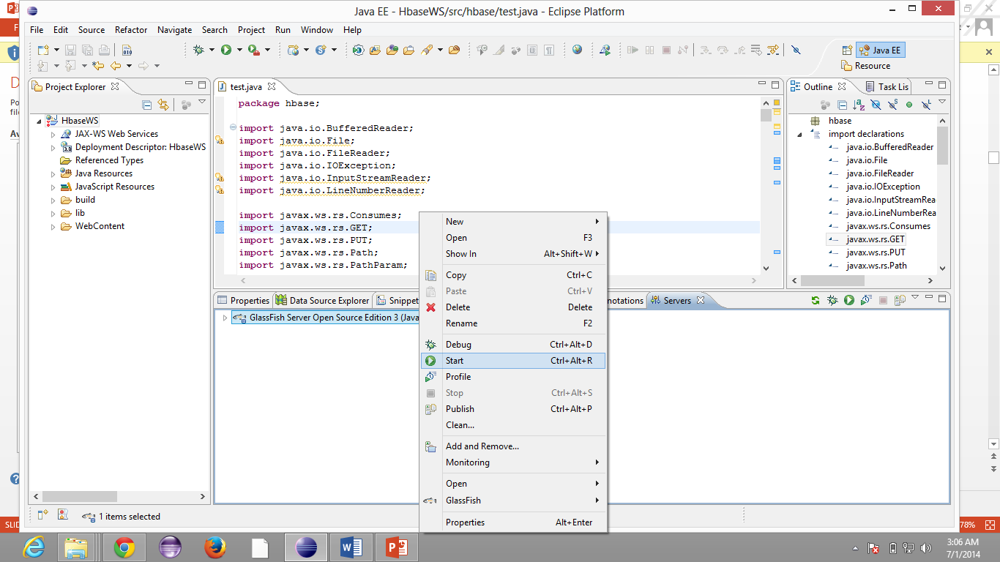 Java EE - HbaseWS/src/hbase/test.java - Eclipse Platform
File Edit Source Refactor Navigate Search Project Run Window Help
Java EE
Resource
Project Explorer
HbaseWS
JAX-WS Web Services
Deployment Descriptor: HbaseWS
3.0
Referenced Types
Java Resources
JavaScript Resources
build
lib
WebContent
test.java
package hbase;
import java.io.BufferedReader;
import java.io.File;
import java.io.FileReader;
import java.io.IOException;
import java.io.InputStreamReader;
import java.io.LineNumberReader;
import javax.ws.rs.Consumes;
import javax.ws.rs.GET;
import javax.ws.rs.PUT;
import javax.ws.rs.Path;
import javax.ws.rs.PathParam;
Outline Task Lis
hbase
import declarations
java.io.BufferedReader
java.io.File
java.io.FileReader
java.io.IOException
java.io.InputStreamRea
java.io.LineNumberRea
javax.ws.rs.Consumes
javax.ws.rs.GET
javax.ws.rs.PUT
javax.ws.rs.Path
Properties Data Source Explorer Snippet notations Servers
GlassFish Server Open Source Edition 3 (Java
New
Open F3
Show In Alt+Shift+W
Copy Ctrl+C
Paste Ctrl+V
Delete Delete
Rename F2
Debug Ctrl+Alt+D
Start Ctrl+Alt+R
Profile
Stop Ctrl+Alt+S
Publish Ctrl+Alt+P
Clean...
Add and Remove...
Monitoring
Open
GlassFish
Properties Alt+Enter
1 items selected
F
D
Po
file
Av
SLID
78%
3:06 AM
7/1/2014